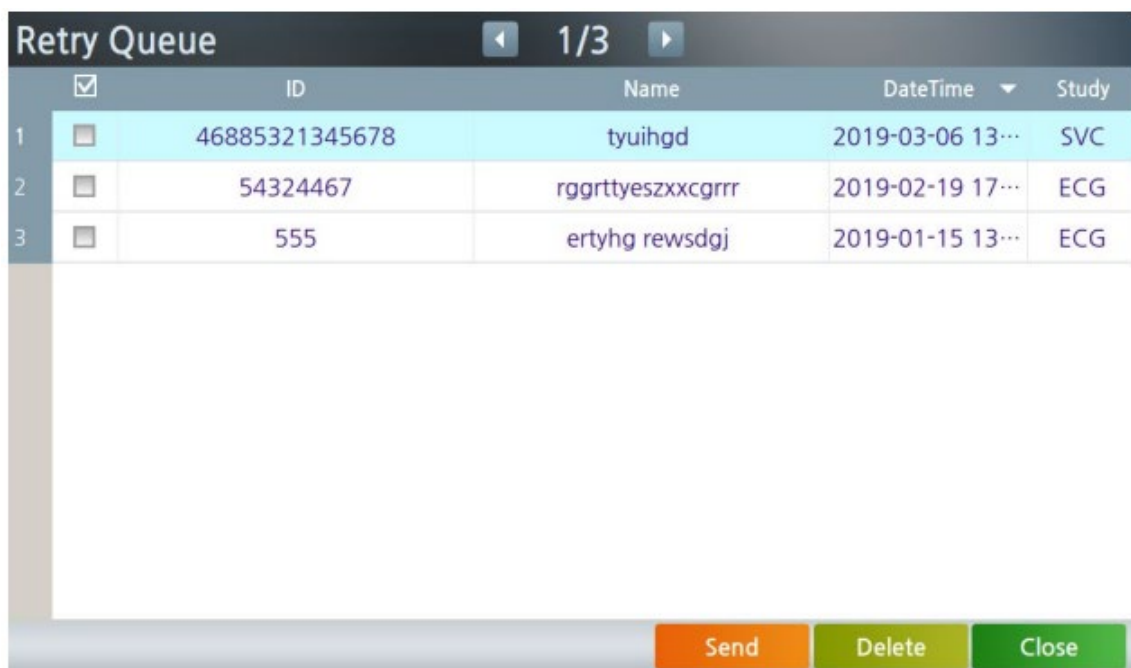 Retry Queue 1/3
ID Name DateTime Study
1 46885321345678 tyuihgd 2019-03-06 13··· SVC
2 54324467 rggrttyeszxxcgrrr 2019-02-19 17··· ECG
3 555 ertyhg rewsdgj 2019-01-15 13··· ECG
Send Delete Close